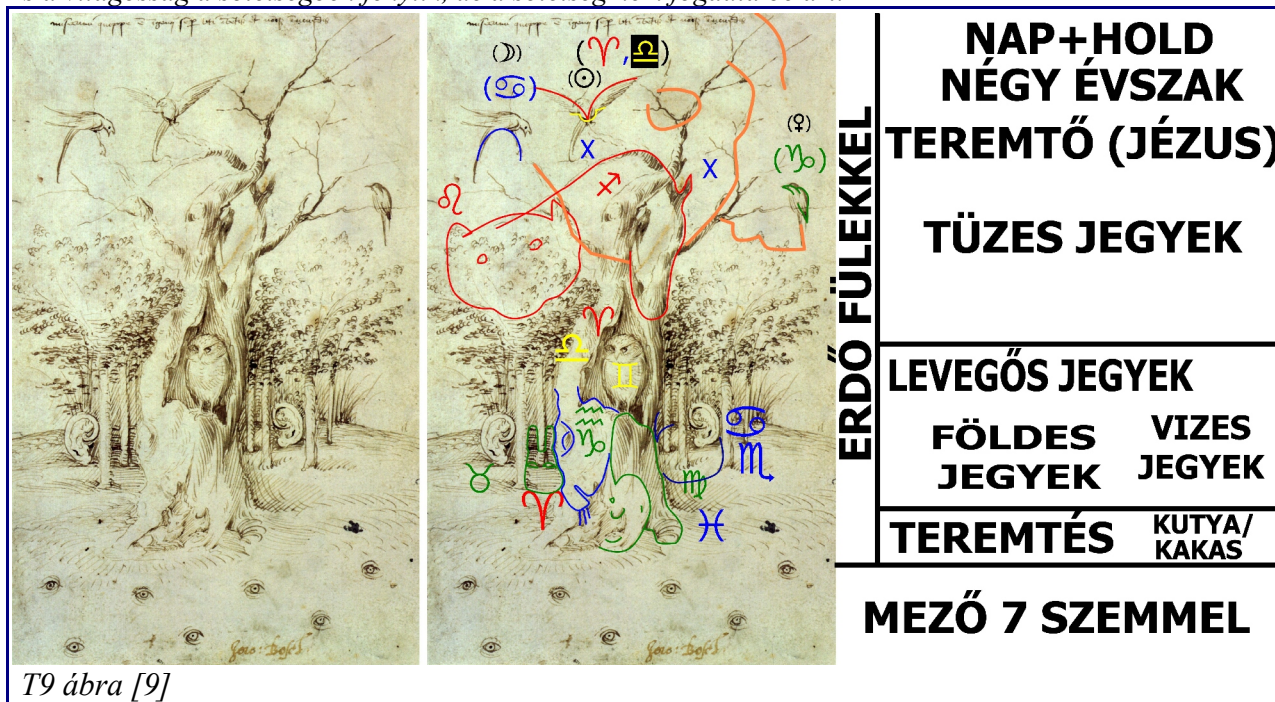 (☽)
(♈,♎)
(♋)
(☉)
(♀)
(♑)
X
X
♌
♐
♈
♎
♊
♒
♑
♋
♏
♉
♈
♍
♓
ERDŐ FÜLEKKEL
NAP+HOLD
NÉGY ÉVSZAK
TEREMTŐ (JÉZUS)
TÜZES JEGYEK
LEVEGŐS JEGYEK
FÖLDES
JEGYEK
VIZES
JEGYEK
TEREMTÉS
KUTYA/
KAKAS
MEZŐ 7 SZEMMEL
T9 ábra [9]